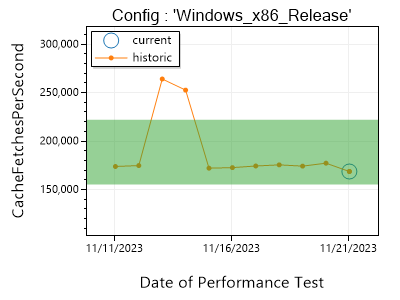 Config : 'Windows_x86_Release'
current
historic
300,000
250,000
200,000
150,000
CacheFetchesPerSecond
11/11/2023 11/16/2023 11/21/2023
Date of Performance Test